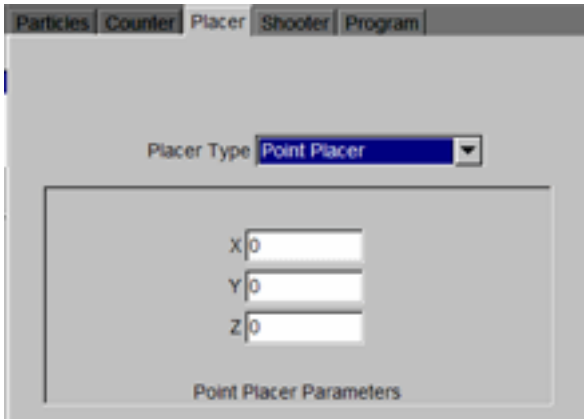 Particles Counter Placer Shooter Program
Placer Type Point Placer
X 0
Y 0
Z 0
Point Placer Parameters